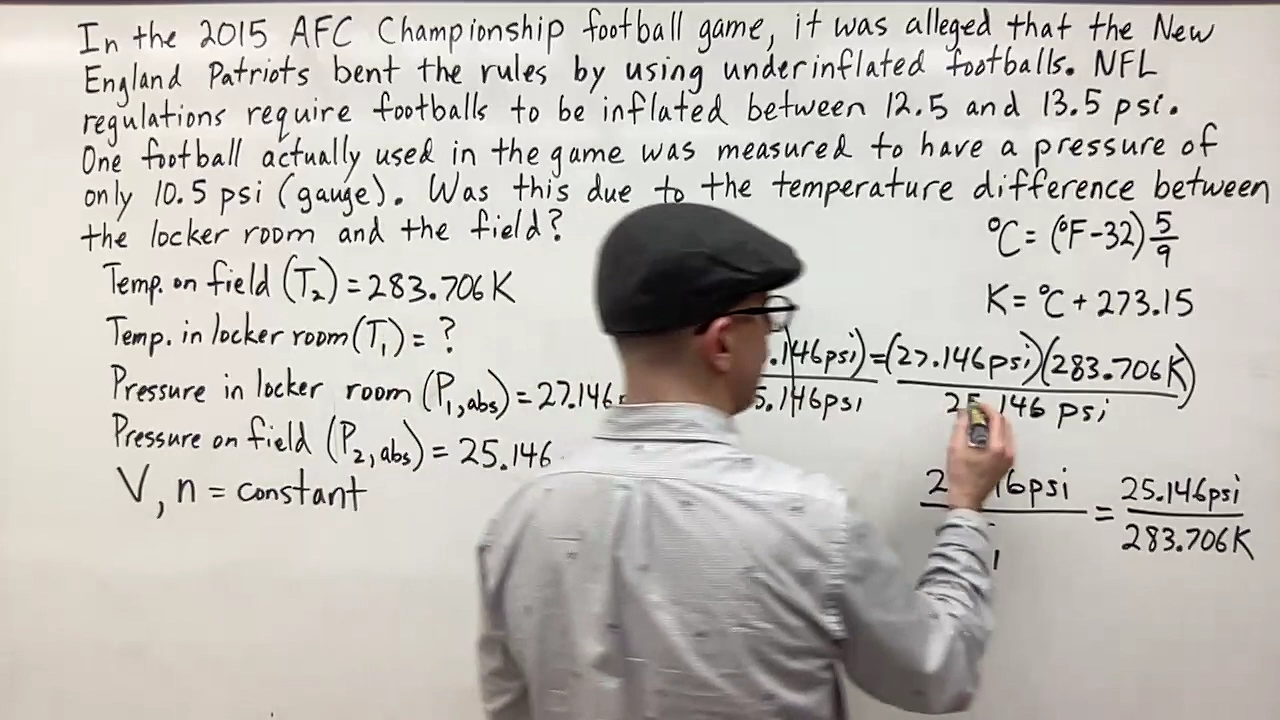 In the 2015 AFC Championship football game, it was alleged that the New
England Patriots bent the rules by using underinflated footballs. NFL
regulations require footballs to be inflated between 12.5 and 13.5 psi.
One football actually used in the game was measured to have a pressure of
only 10.5 psi (gauge). Was this due to the temperature difference between
the locker room and the field?
°C = (°F-32) 5/9
Temp. on field (T₂) = 283.706K
K = °C + 273.15
Temp. in locker room (T₁) = ?
.146psi) = (27.146psi)(283.706K)
5.146psi
25.146 psi
Pressure in locker room (P₁,abs) = 27.146
Pressure on field (P₂,abs) = 25.146
V, n = constant
6psi = 25.146psi
283.706K